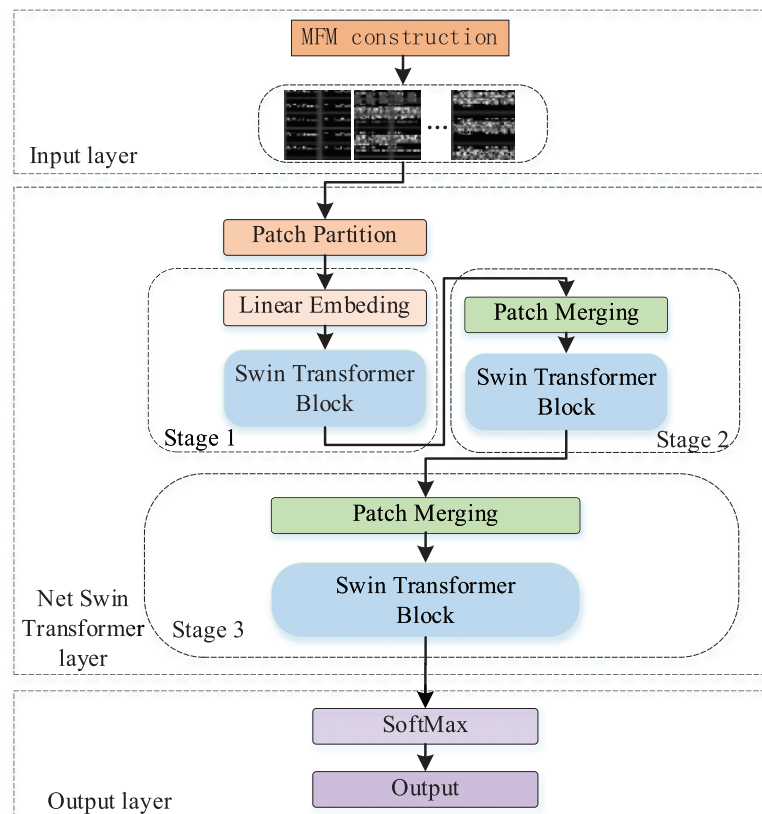 MFM construction
...
Input layer
Patch Partition
Linear Embeding
Swin Transformer
Block
Stage 1
Patch Merging
Swin Transformer
Block
Stage 2
Patch Merging
Swin Transformer
Block
Stage 3
Net Swin
Transformer
layer
SoftMax
Output
Output layer